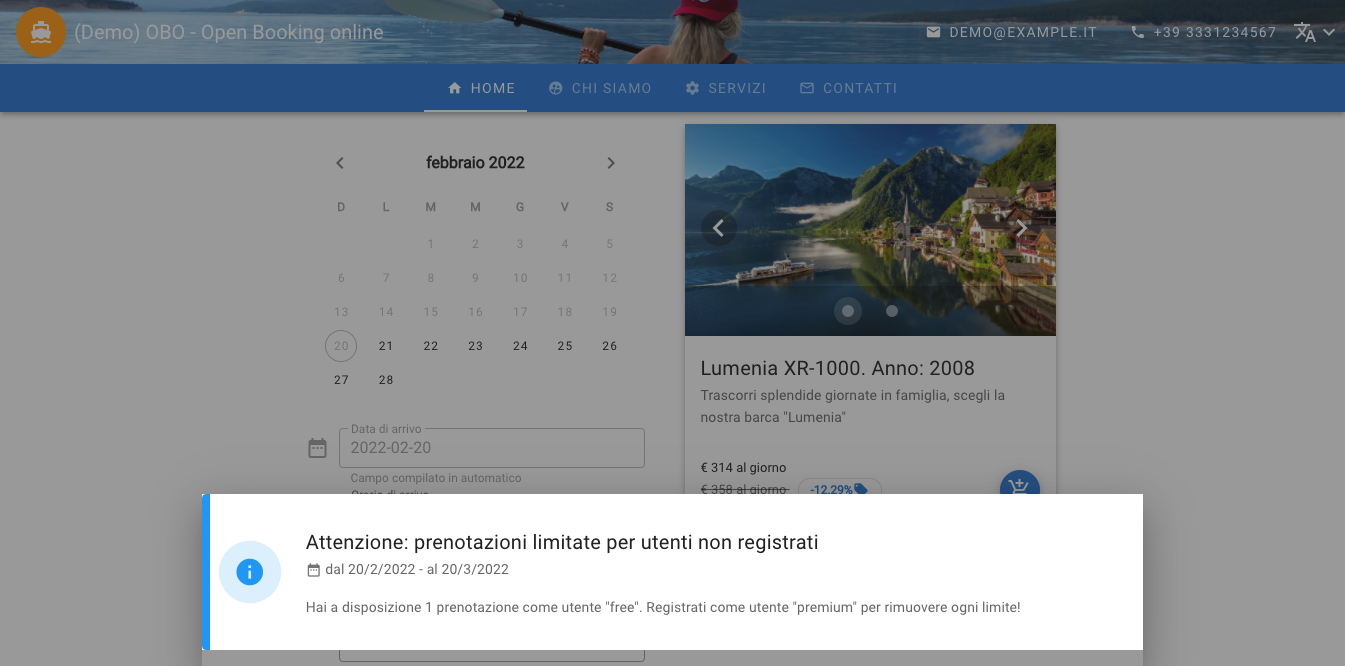 (Demo) OBO - Open Booking online
DEMO@EXAMPLE.IT
+39 3331234567
HOME
CHI SIAMO
SERVIZI
CONTATTI
febbraio 2022
D L M M G V S
1 2 3 4 5
6 7 8 9 10 11 12
13 14 15 16 17 18 19
20 21 22 23 24 25 26
27 28
Data di arrivo
2022-02-20
Campo compilato in automatico
Orario di arrivo
Lumenia XR-1000. Anno: 2008
Trascorri splendide giornate in famiglia, scegli la
nostra barca "Lumenia"
€ 314 al giorno
€ 358 al giorno -12.29%
Attenzione: prenotazioni limitate per utenti non registrati
dal 20/2/2022 - al 20/3/2022
Hai a disposizione 1 prenotazione come utente "free". Registrati come utente "premium" per rimuovere ogni limite!